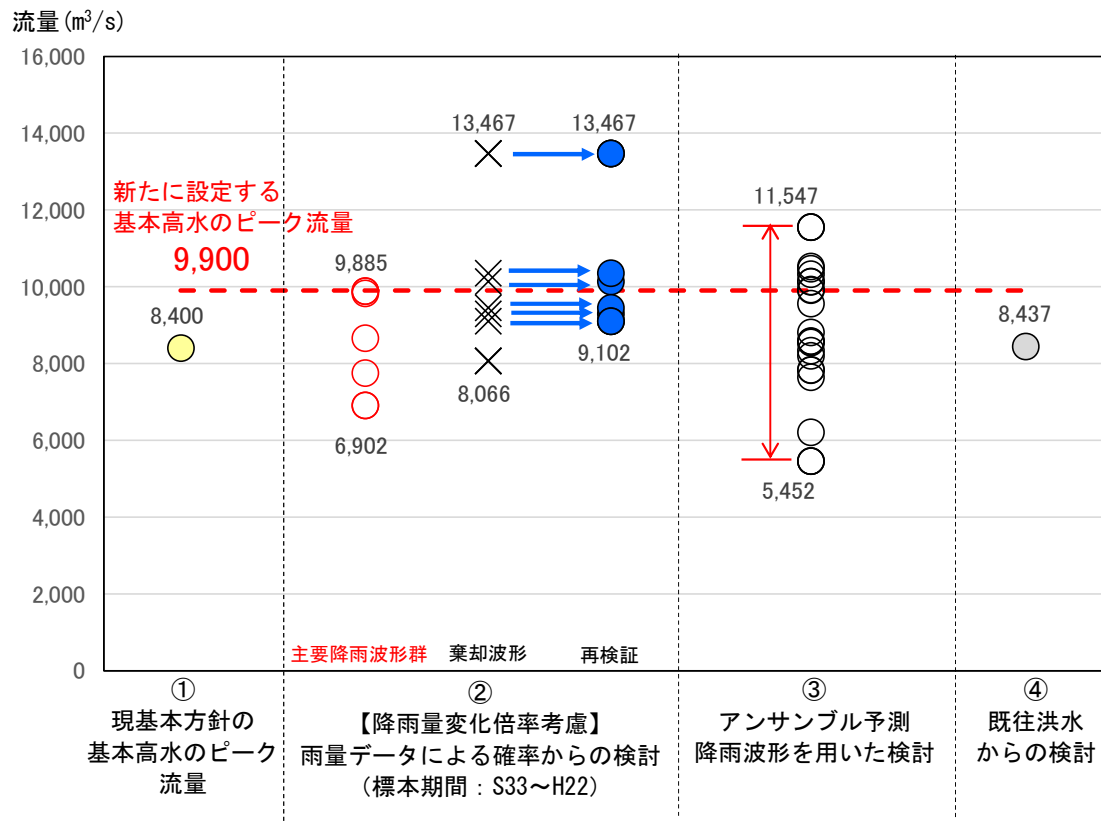 流量(m³/s)
16,000
14,000
12,000
10,000
8,000
6,000
4,000
2,000
0
新たに設定する
基本高水のピーク流量
9,900
8,400
9,885
6,902
13,467
8,066
13,467
9,102
11,547
5,452
8,437
主要降雨波形群
棄却波形
再検証
①
現基本方針の
基本高水のピーク
流量
②
【降雨量変化倍率考慮】
雨量データによる確率からの検討
(標本期間：S33～H22)
③
アンサンブル予測
降雨波形を用いた検討
④
既往洪水
からの検討